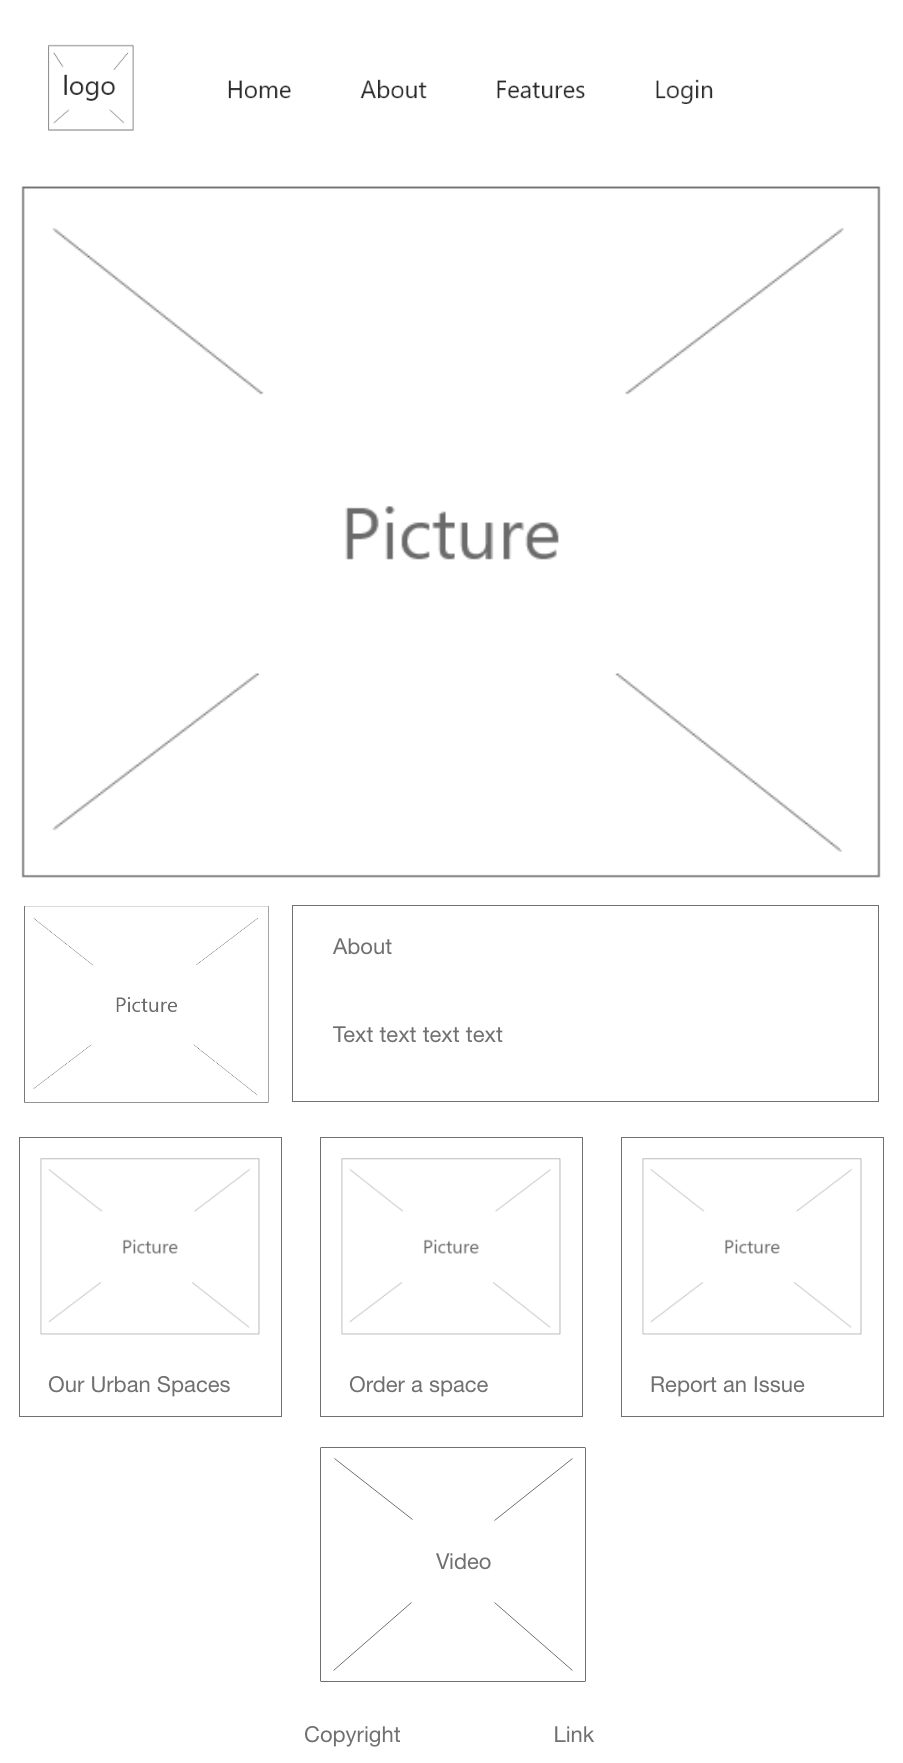 logo
Home About Features Login
Picture
Picture
About
Text text text text
Picture Picture Picture
Our Urban Spaces Order a space Report an Issue
Video
Copyright Link